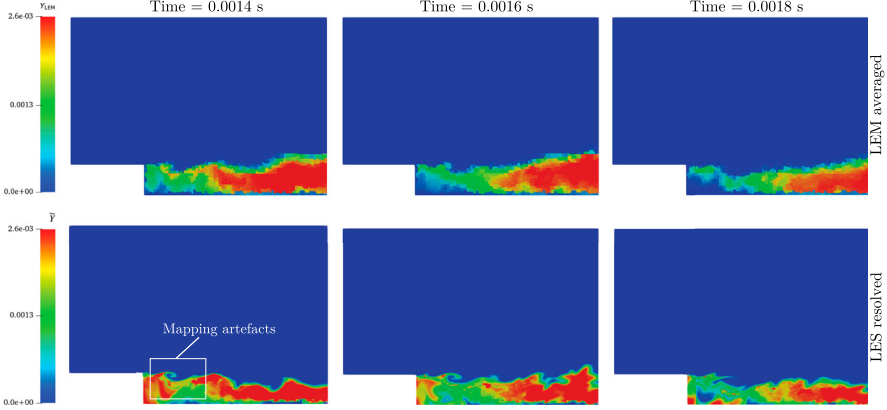 Time = 0.0014 s
Time = 0.0016 s
Time = 0.0018 s
Y_LEM
2.6e-03
0.0013
0.0e+00
LEM averaged
Ỹ
2.6e-03
0.0013
0.0e+00
Mapping artefacts
LES resolved